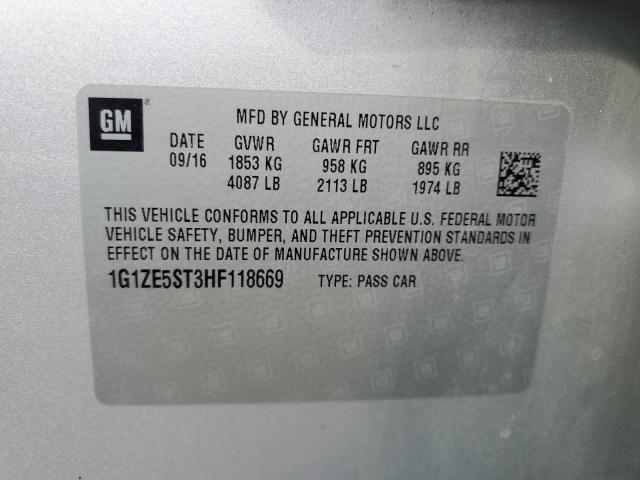 GM ®
MFD BY GENERAL MOTORS LLC
DATE GVWR GAWR FRT GAWR RR
09/16 1853 KG 958 KG 895 KG
4087 LB 2113 LB 1974 LB
THIS VEHICLE CONFORMS TO ALL APPLICABLE U.S. FEDERAL MOTOR
VEHICLE SAFETY, BUMPER, AND THEFT PREVENTION STANDARDS IN
EFFECT ON THE DATE OF MANUFACTURE SHOWN ABOVE.
1G1ZE5ST3HF118669 TYPE: PASS CAR